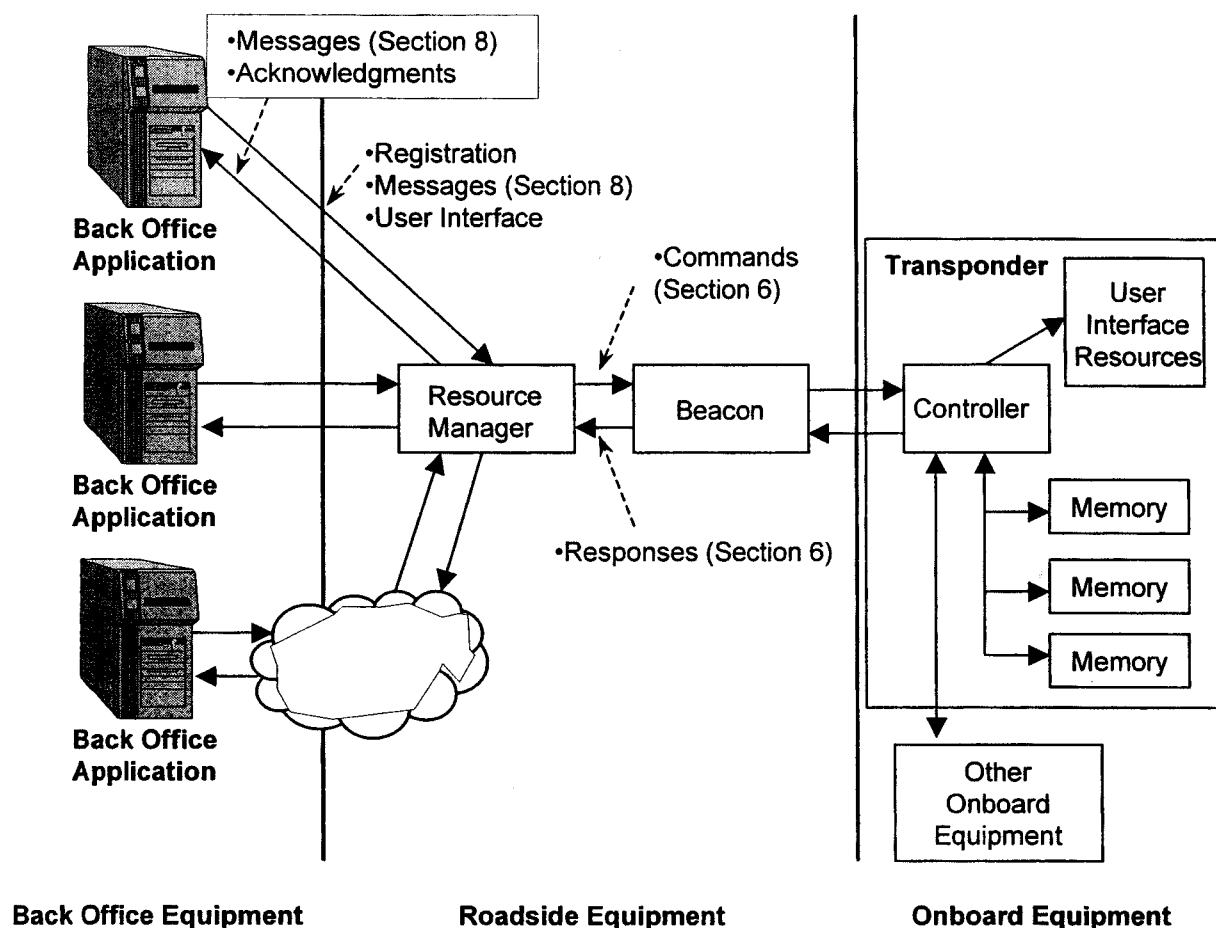 •Messages (Section 8)
•Acknowledgments
•Registration
•Messages (Section 8)
•User Interface
Back Office
Application
•Commands
(Section 6)
Transponder
User
Interface
Resources
Resource
Manager
Beacon
Controller
Back Office
Application
•Responses (Section 6)
Memory
Memory
Memory
Back Office
Application
Other
Onboard
Equipment
Back Office Equipment
Roadside Equipment
Onboard Equipment